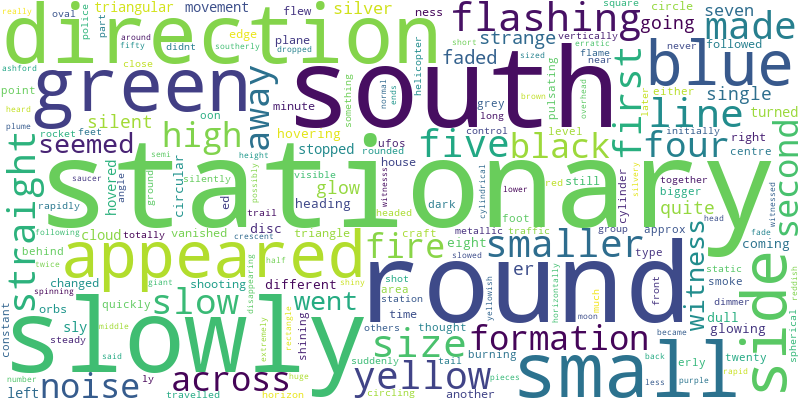 really
oval
triangular
movement
police
part
flew
silver
ness
square
circle
flashing
going
seven
made
direction
around
fifty
didnt
southerly
dropped
edge
plane
strange
vertically
erratic
short
sized
near
never
followed
green
close
faded
south
blue
ashford
point
heard
plume
silent
oon
minute
something
helicopter
pulsating
flame
brown
overhead
first
either
later
line
single
turned
second
rocket
feet
hovering
normal
ends
grey
long
control
level
initially
right
centre
seemed
high
away
stopped
ufos
rounded
five
black
four
straight
saucer
rapidly
angle
hovered
semi
ground
circular
silently
height
possibly
visible
glow
heading
house
witnesss
headed
dark
stationary
lower
cylindrical
red
still
foot
cylinder
silvery
together
bigger
quite
head
witnessed
following
totally
trail
ed
crescent
disc
triangle
craft
metallic
traffic
group
approx
fade
behind
cloud
vanished
appeared
fire
eight
slowed
smaller
type
witness
coming
twice
changed
spinning
giant
shooting
disappearing
half
different
shiny
shot
area
er
round
front
much
static
smoke
reddish
constant
orbs
quickly
slow
went
station
time
yellowish
horizontally
dimmer
dull
glowing
spherical
side
sly
steady
middle
slowly
extremely
rectangle
shining
others
thought
size
formation
moon
became
erly
twenty
said
suddenly
tail
burning
small
back
less
purple
rapid
number
left
noise
ly
across
travelled
huge
horizon
yellow
circling
another
pieces